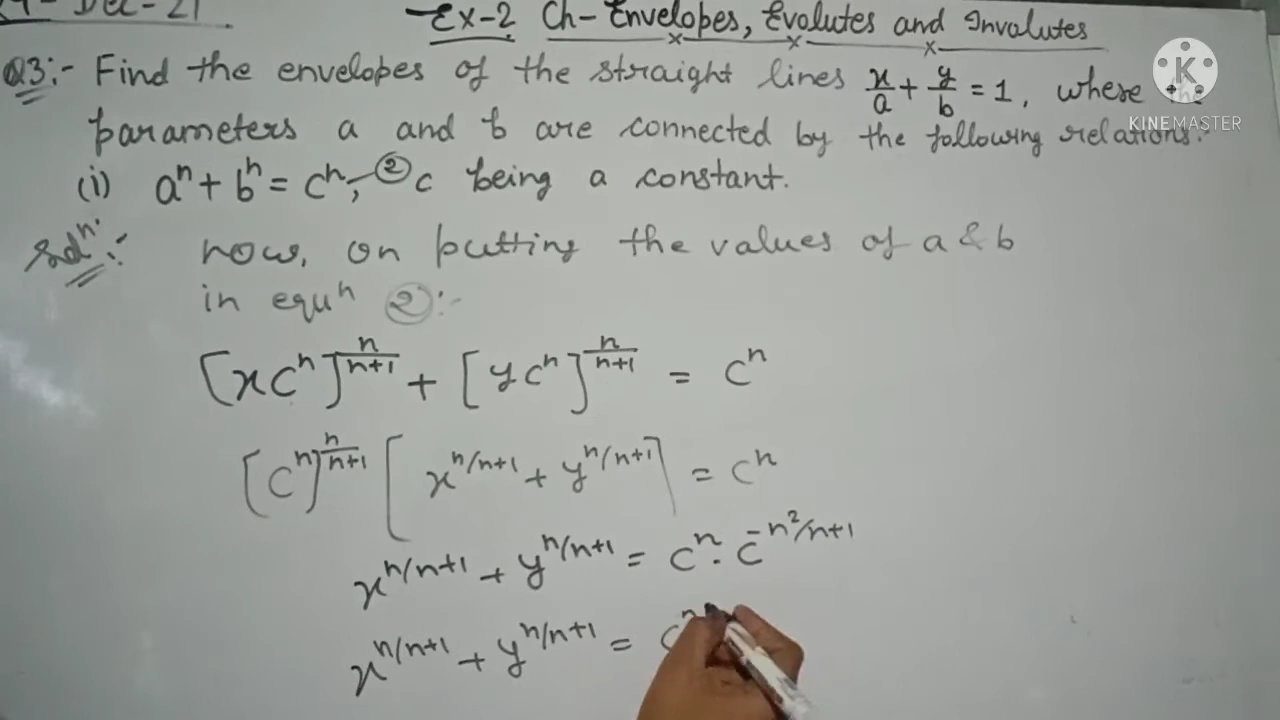 Dec-21
Ex-2 Ch- Envelopes, Evolutes and Involutes
Q3:- Find the envelopes of the straight lines x/a + y/b = 1, where the
K
KINEMASTER
parameters a and b are connected by the following relations:
(i) aⁿ + bⁿ = cⁿ, —② c being a constant.
Solⁿ:- now, on putting the values of a & b
in equⁿ ②:-
[xcⁿ]^{n/n+1} + [ycⁿ]^{n/n+1} = cⁿ
[cⁿ]^{n/n+1} [x^{n/n+1} + y^{n/n+1}] = cⁿ
x^{n/n+1} + y^{n/n+1} = cⁿ . c^{-n²/n+1}
x^{n/n+1} + y^{n/n+1} = c